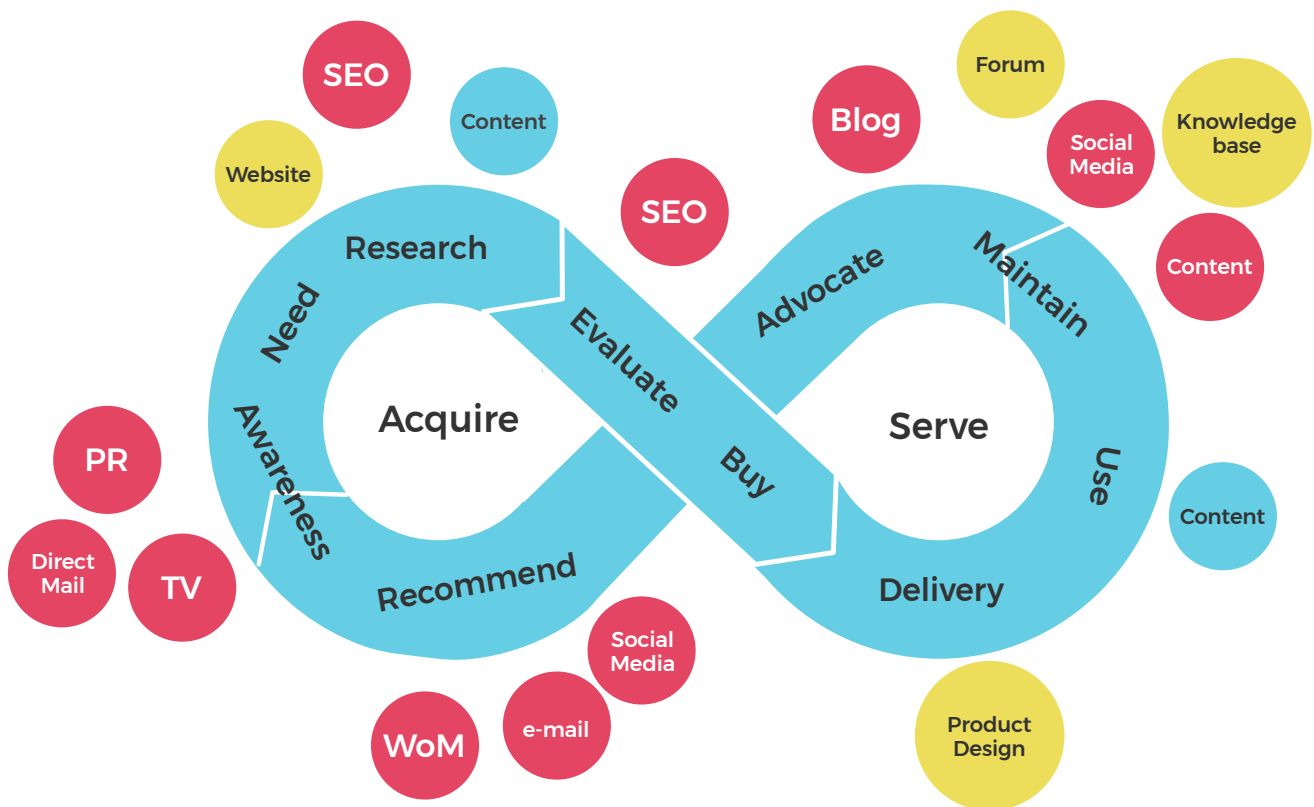 SEO
Content
Website
Research
Need
Awareness
Acquire
PR
Direct
Mail
TV
Recommend
WoM
e-mail
Social
Media
SEO
Evaluate
Buy
Blog
Forum
Social
Media
Knowledge
base
Content
Advocate
Maintain
Serve
Use
Content
Delivery
Product
Design